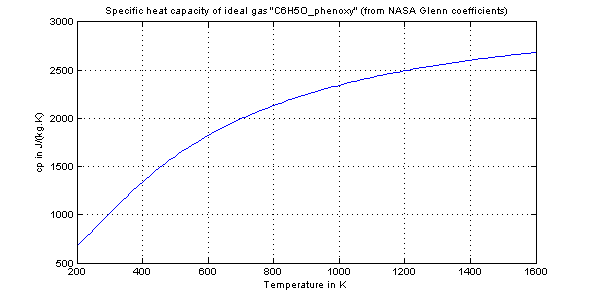 Specific heat capacity of ideal gas "C6H5O_phenoxy" (from NASA Glenn coefficients)
3000
2500
2000
1500
1000
500
cp in J/(kg.K)
200 400 600 800 1000 1200 1400 1600
Temperature in K